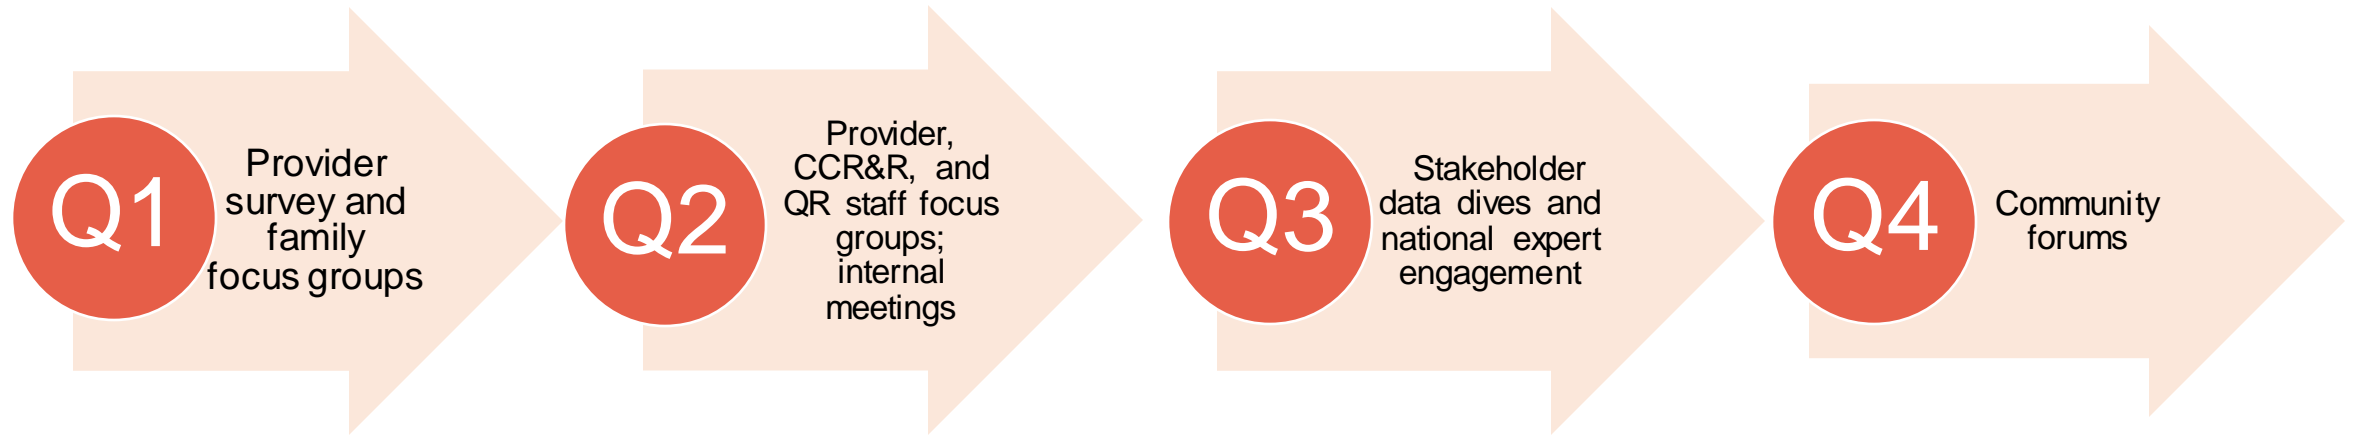 Q1
Provider
survey and
family
focus groups
Q2
Provider,
CCR&R, and
QR staff focus
groups;
internal
meetings
Q3
Stakeholder
data dives and
national expert
engagement
Q4
Community
forums